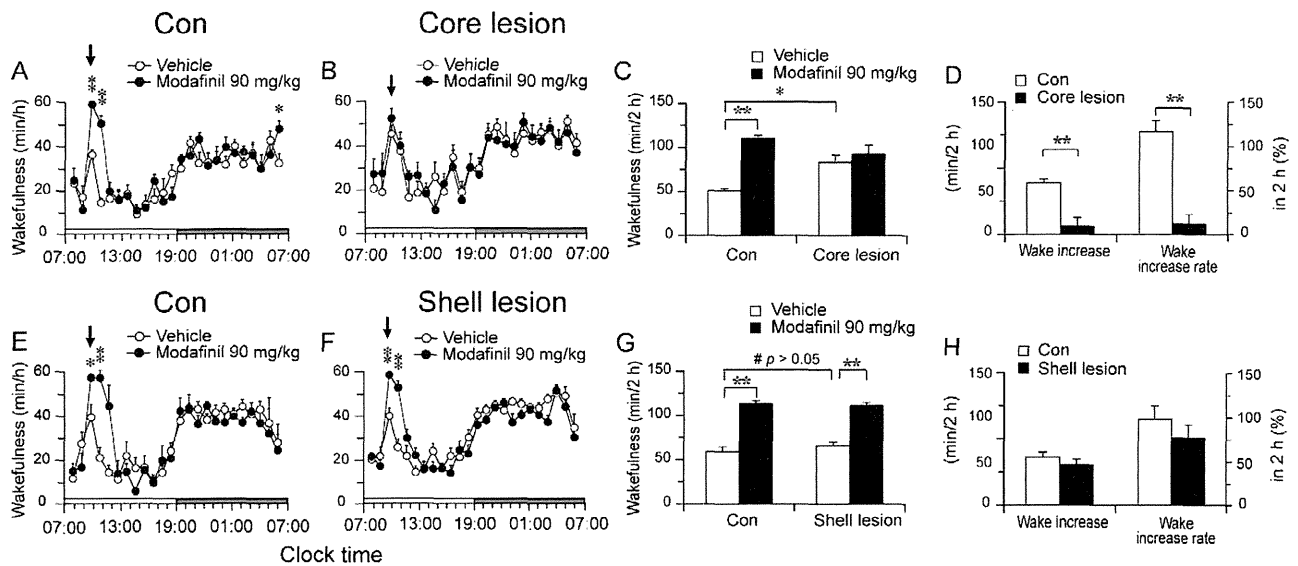 Con
Core lesion
A
Vehicle
Modafinil 90 mg/kg
**
**
*
Wakefulness (min/h)
60
40
20
0
07:00 13:00 19:00 01:00 07:00
B
Vehicle
Modafinil 90 mg/kg
60
40
20
0
07:00 13:00 19:00 01:00 07:00
C
Vehicle
Modafinil 90 mg/kg
Wakefulness (min/2 h)
150
100
50
0
*
**
Con Core lesion
D
Con
Core lesion
(min/2 h)
150
100
50
0
**
**
150
100
50
0
in 2 h (%)
Wake increase
Wake
increase rate
Con
Shell lesion
E
Vehicle
Modafinil 90 mg/kg
*
**
Wakefulness (min/h)
60
40
20
0
07:00 13:00 19:00 01:00 07:00
F
Vehicle
Modafinil 90 mg/kg
**
**
60
40
20
0
07:00 13:00 19:00 01:00 07:00
Clock time
G
Vehicle
Modafinil 90 mg/kg
Wakefulness (min/2 h)
150
100
50
0
# p > 0.05
**
**
Con Shell lesion
H
Con
Shell lesion
(min/2 h)
150
100
50
0
150
100
50
0
in 2 h (%)
Wake increase
Wake
increase rate